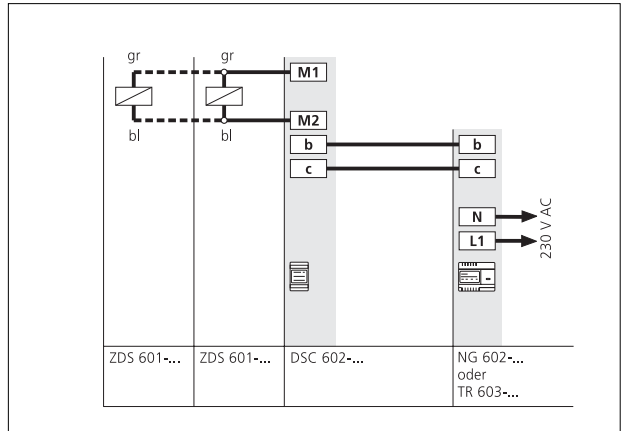 gr
gr
M1
M2
bl
bl
b
b
c
c
N
L1
230 V AC
ZDS 601-...
ZDS 601-...
DSC 602-...
NG 602-...
oder
TR 603-...